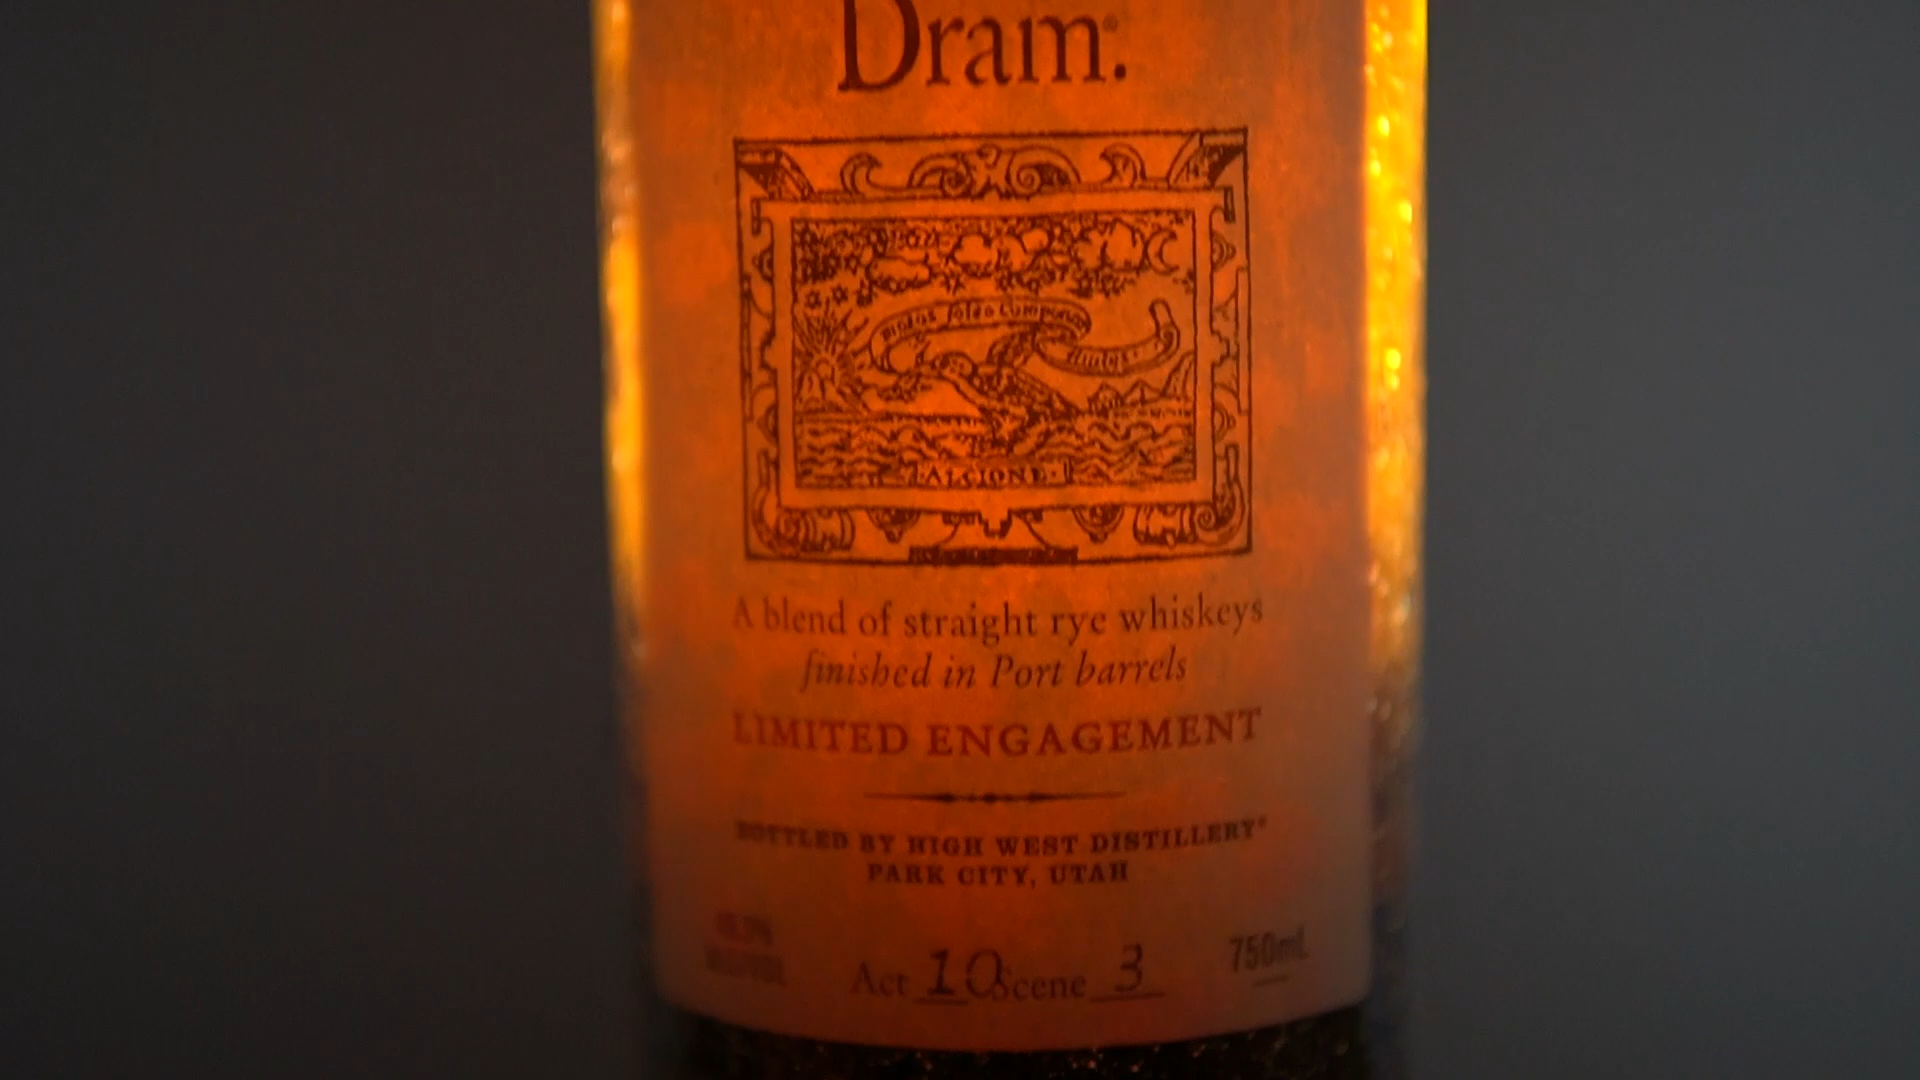 Dram.®
ALCIONE
A blend of straight rye whiskeys
finished in Port barrels
LIMITED ENGAGEMENT
BOTTLED BY HIGH WEST DISTILLERY®
PARK CITY, UTAH
Act 10 Scene 3
750mL